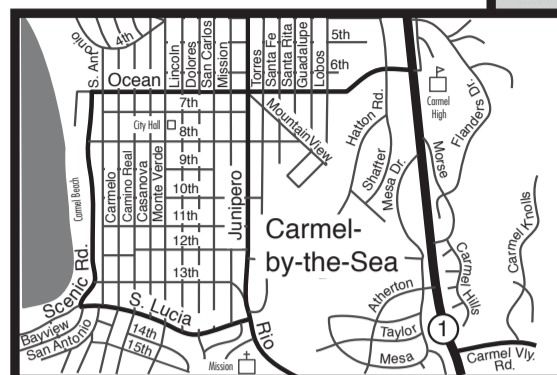 S. Antonio
4th
Lincoln
Dolores
San Carlos
Mission
Torres
Santa Fe
Santa Rita
Guadalupe
Lobos
5th
6th
Ocean
7th
City Hall
8th
9th
10th
11th
12th
13th
Carmel Beach
Carmelo
Camino Real
Casanova
Monte Verde
Junipero
Mountain View
Hatton Rd.
Shafter
Mesa Dr.
Carmel
High
Flanders Dr.
Morse
Carmel-
by-the-Sea
Carmel Knolls
Carmel Hills
Scenic Rd.
S. Lucia
Bayview
San Antonio
14th
15th
Mission
Rio
Atherton
Taylor
Mesa
1
Carmel Vly.
Rd.